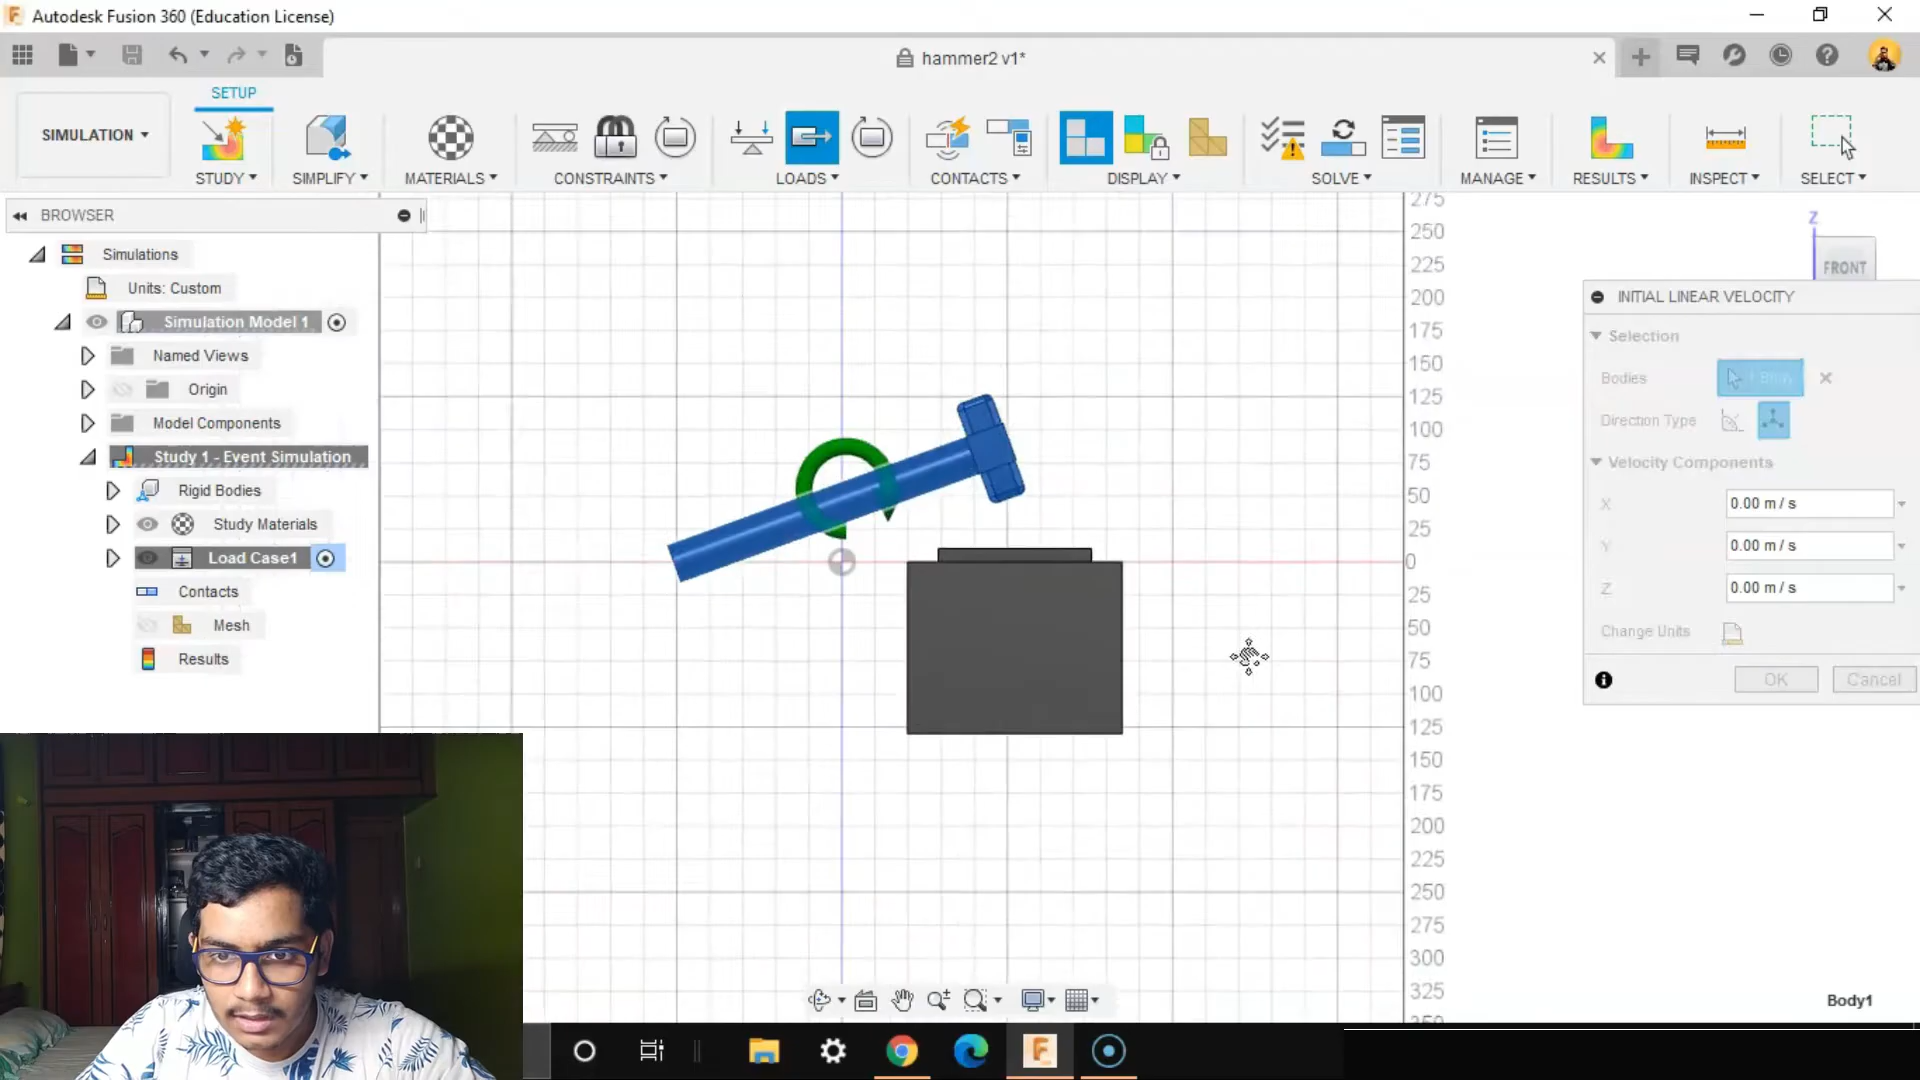 Autodesk Fusion 360 (Education License)
hammer2 v1*
SETUP
SIMULATION
STUDY
SIMPLIFY
MATERIALS
CONSTRAINTS
LOADS
CONTACTS
DISPLAY
SOLVE
MANAGE
RESULTS
INSPECT
SELECT
BROWSER
Simulations
Units: Custom
Simulation Model 1
Named Views
Origin
Model Components
Study 1 - Event Simulation
Rigid Bodies
Study Materials
Load Case1
Contacts
Mesh
Results
275
250
225
200
175
150
125
100
75
50
25
0
25
50
75
100
125
150
175
200
225
250
275
300
325
Z
FRONT
INITIAL LINEAR VELOCITY
Selection
Bodies
Direction Type
Velocity Components
X 0.00 m / s
Y 0.00 m / s
Z 0.00 m / s
Change Units
OK Cancel
Body1